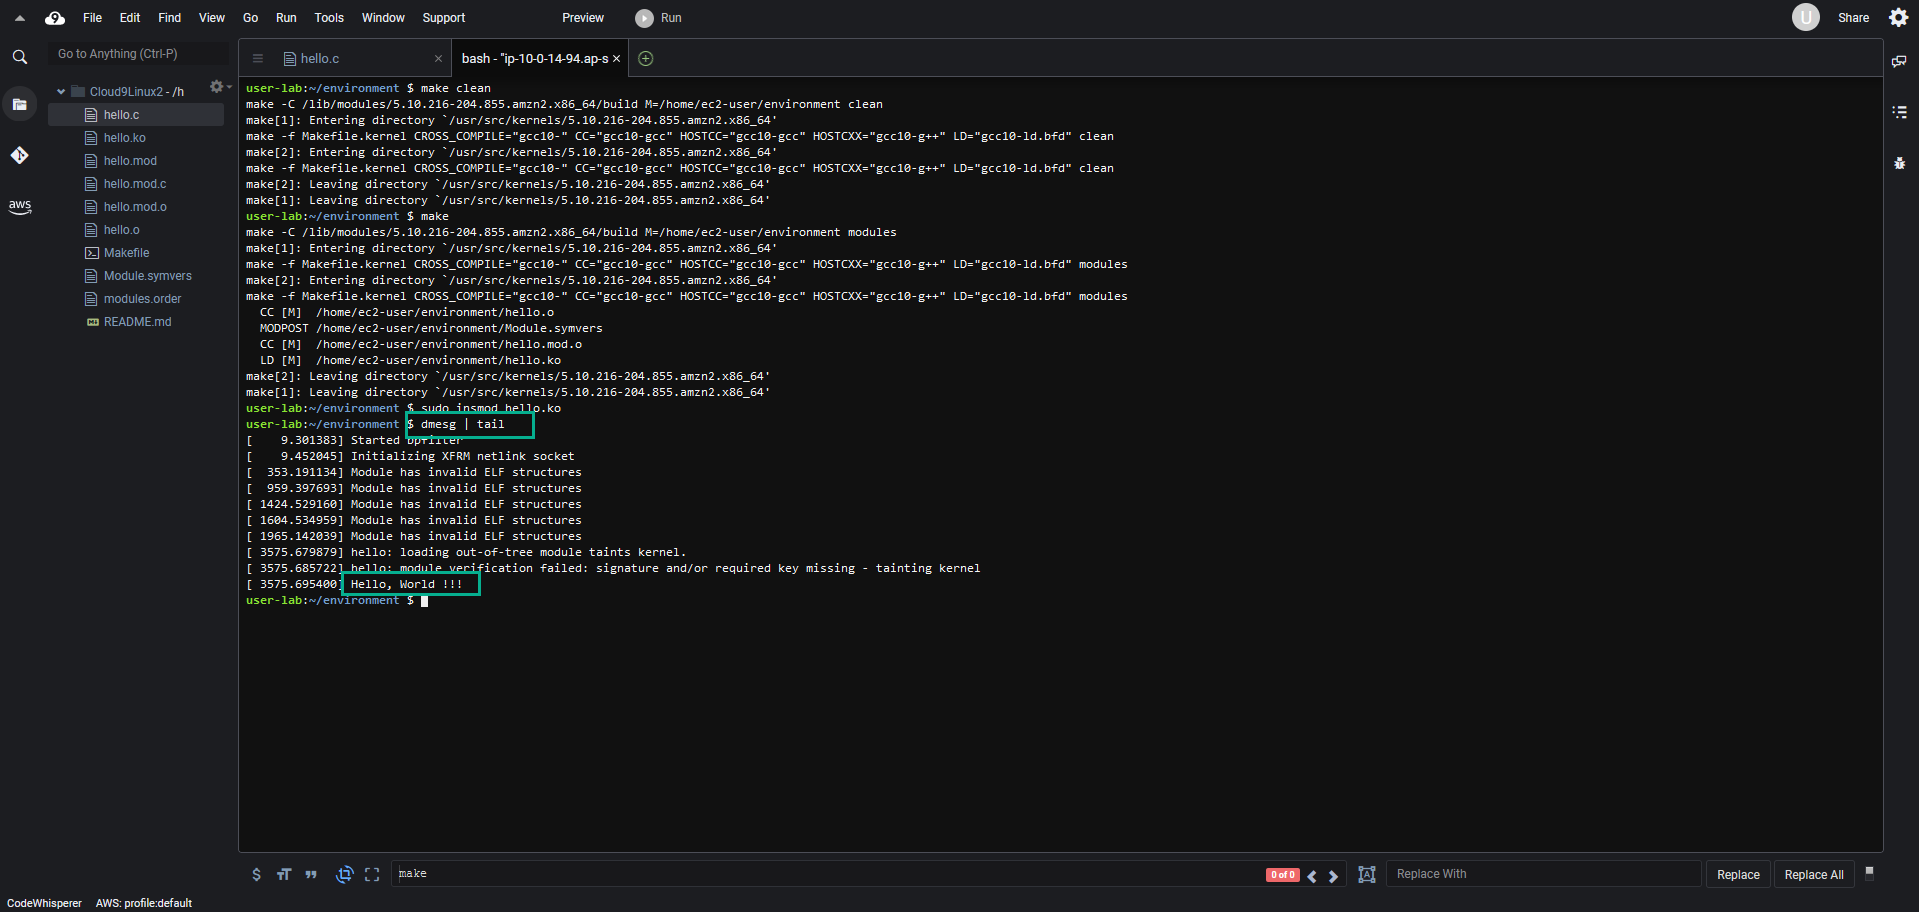 9 File Edit Find View Go Run Tools Window Support Preview Run U Share
Go to Anything (Ctrl-P)
hello.c × bash - "ip-10-0-14-94.ap-s ×
Cloud9Linux2 - /h
hello.c
hello.ko
hello.mod
hello.mod.c
hello.mod.o
hello.o
Makefile
Module.symvers
modules.order
README.md
aws
user-lab:~/environment $ make clean
make -C /lib/modules/5.10.216-204.855.amzn2.x86_64/build M=/home/ec2-user/environment clean
make[1]: Entering directory `/usr/src/kernels/5.10.216-204.855.amzn2.x86_64'
make -f Makefile.kernel CROSS_COMPILE="gcc10-" CC="gcc10-gcc" HOSTCC="gcc10-gcc" HOSTCXX="gcc10-g++" LD="gcc10-ld.bfd" clean
make[2]: Entering directory `/usr/src/kernels/5.10.216-204.855.amzn2.x86_64'
make -f Makefile.kernel CROSS_COMPILE="gcc10-" CC="gcc10-gcc" HOSTCC="gcc10-gcc" HOSTCXX="gcc10-g++" LD="gcc10-ld.bfd" clean
make[2]: Leaving directory `/usr/src/kernels/5.10.216-204.855.amzn2.x86_64'
make[1]: Leaving directory `/usr/src/kernels/5.10.216-204.855.amzn2.x86_64'
user-lab:~/environment $ make
make -C /lib/modules/5.10.216-204.855.amzn2.x86_64/build M=/home/ec2-user/environment modules
make[1]: Entering directory `/usr/src/kernels/5.10.216-204.855.amzn2.x86_64'
make -f Makefile.kernel CROSS_COMPILE="gcc10-" CC="gcc10-gcc" HOSTCC="gcc10-gcc" HOSTCXX="gcc10-g++" LD="gcc10-ld.bfd" modules
make[2]: Entering directory `/usr/src/kernels/5.10.216-204.855.amzn2.x86_64'
make -f Makefile.kernel CROSS_COMPILE="gcc10-" CC="gcc10-gcc" HOSTCC="gcc10-gcc" HOSTCXX="gcc10-g++" LD="gcc10-ld.bfd" modules
CC [M] /home/ec2-user/environment/hello.o
MODPOST /home/ec2-user/environment/Module.symvers
CC [M] /home/ec2-user/environment/hello.mod.o
LD [M] /home/ec2-user/environment/hello.ko
make[2]: Leaving directory `/usr/src/kernels/5.10.216-204.855.amzn2.x86_64'
make[1]: Leaving directory `/usr/src/kernels/5.10.216-204.855.amzn2.x86_64'
user-lab:~/environment $ sudo insmod hello.ko
user-lab:~/environment $ dmesg | tail
[    9.301383] Started bpfilter
[    9.452045] Initializing XFRM netlink socket
[  353.191134] Module has invalid ELF structures
[  959.397693] Module has invalid ELF structures
[ 1424.529160] Module has invalid ELF structures
[ 1604.534959] Module has invalid ELF structures
[ 1965.142039] Module has invalid ELF structures
[ 3575.679879] hello: loading out-of-tree module taints kernel.
[ 3575.685722] hello: module verification failed: signature and/or required key missing - tainting kernel
[ 3575.695400] Hello, World !!!
user-lab:~/environment $
make 0 of 0 Replace With Replace Replace All
CodeWhisperer AWS: profile:default